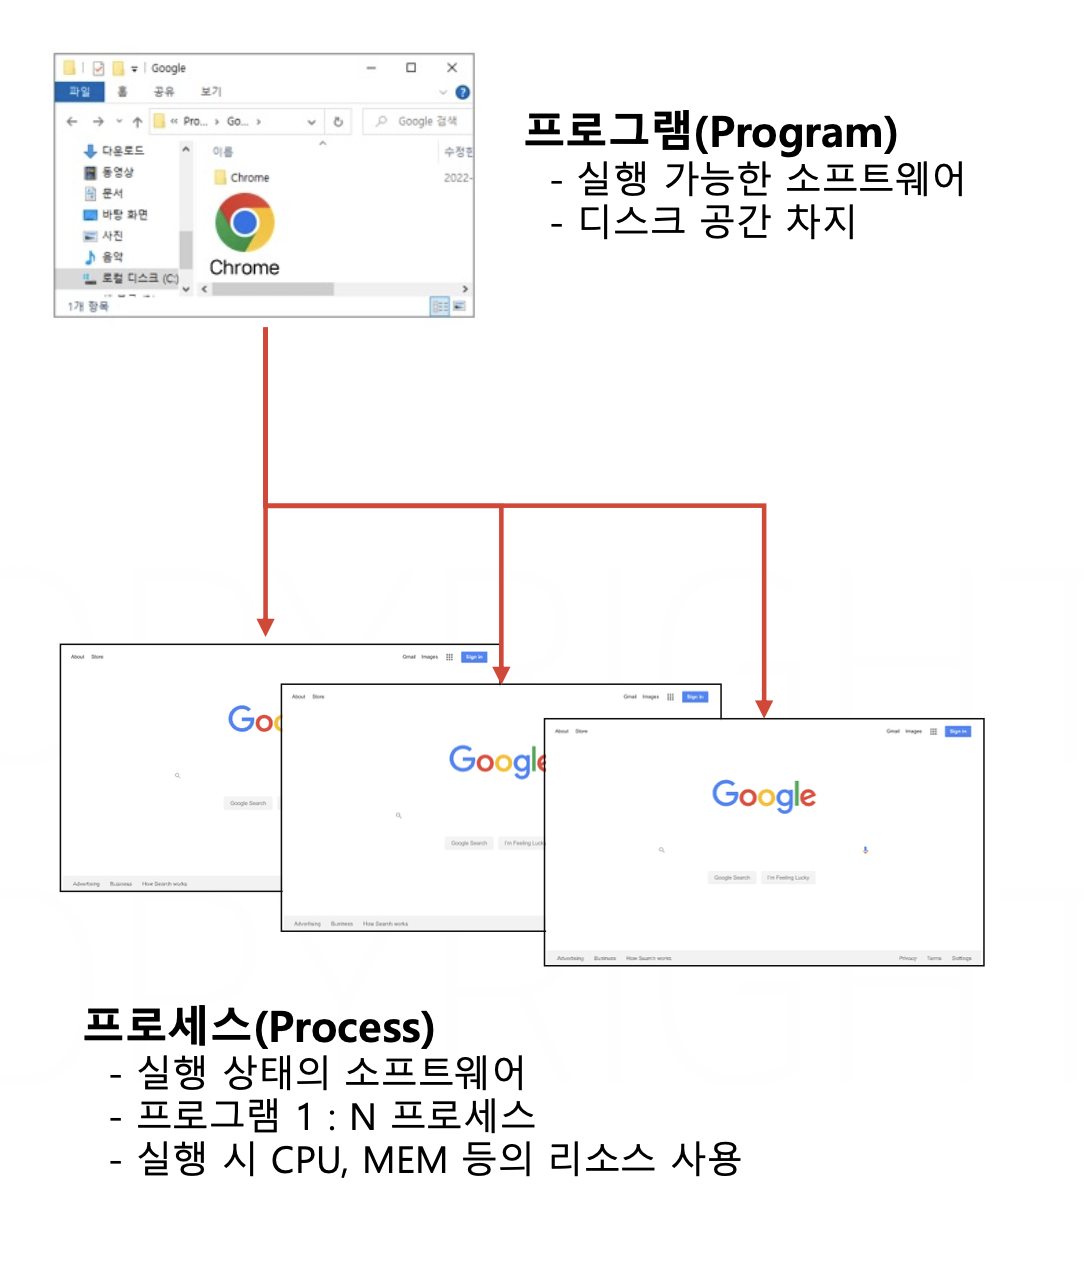 Google
파일 홈 공유 보기
« Pro... › Go... ›
Google 검색
다운로드
동영상
문서
바탕 화면
사진
음악
로컬 디스크 (C:)
이름
Chrome
2022-
Chrome
1개 항목
프로그램(Program)
- 실행 가능한 소프트웨어
- 디스크 공간 차지
About Store
Gmail Images Sign in
Goo
Google Search
Advertising Business How Search works
About Store
Gmail Images Sign in
Google
Google Search I'm Feeling Lucky
Advertising Business How Search works
About Store
Gmail Images Sign in
Google
Google Search I'm Feeling Lucky
Advertising Business How Search works
Privacy Terms Settings
프로세스(Process)
- 실행 상태의 소프트웨어
- 프로그램 1 : N 프로세스
- 실행 시 CPU, MEM 등의 리소스 사용